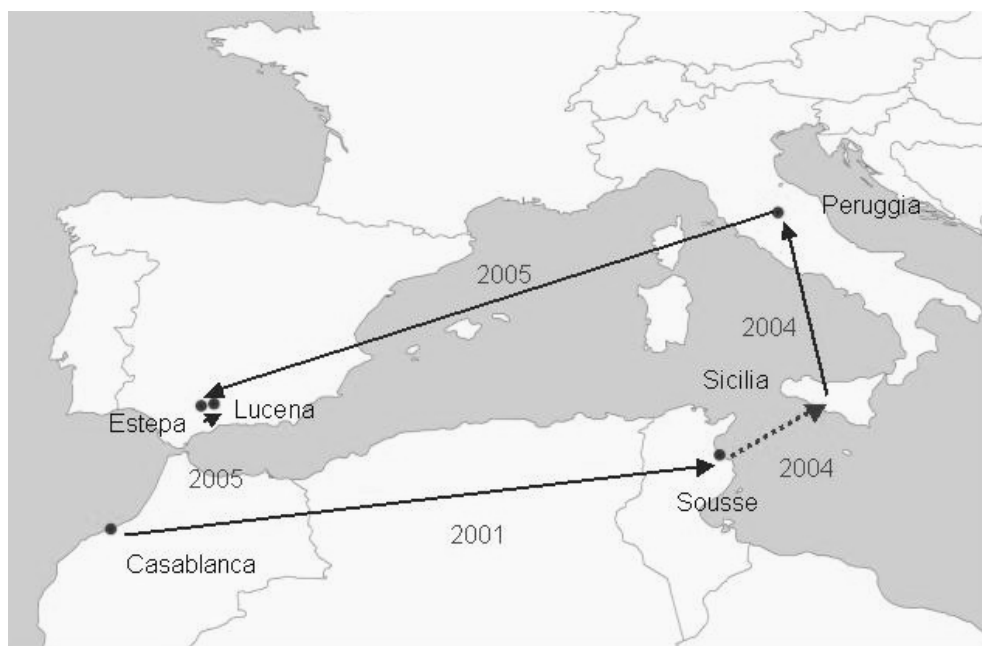 Peruggia
2005
2004
Sicilia
Lucena
Estepa
2005
2004
Sousse
2001
Casablanca